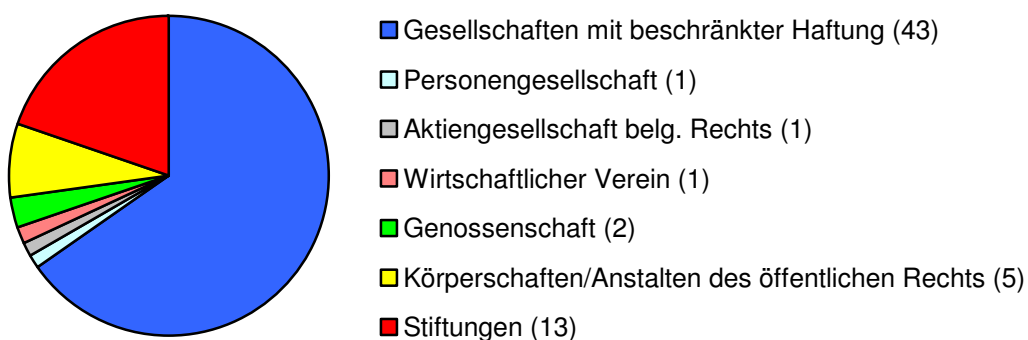 Gesellschaften mit beschränkter Haftung (43)
Personengesellschaft (1)
Aktiengesellschaft belg. Rechts (1)
Wirtschaftlicher Verein (1)
Genossenschaft (2)
Körperschaften/Anstalten des öffentlichen Rechts (5)
Stiftungen (13)